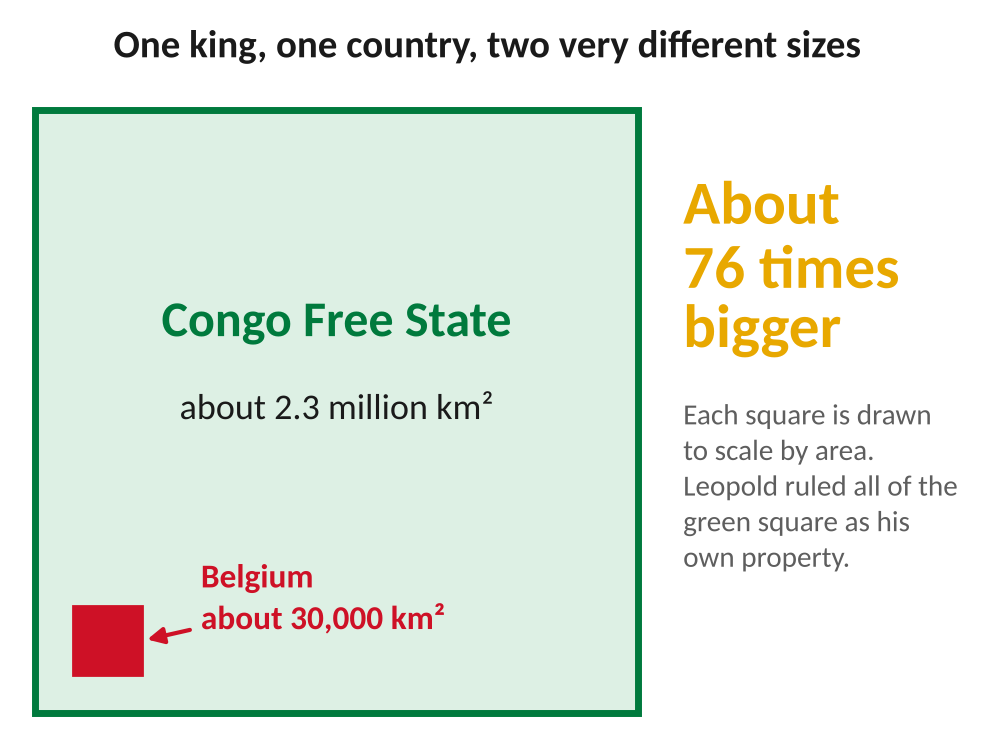 One king, one country, two very different sizes
Congo Free State
about 2.3 million km²
Belgium
about 30,000 km²
About
76 times
bigger
Each square is drawn
to scale by area.
Leopold ruled all of the
green square as his
own property.